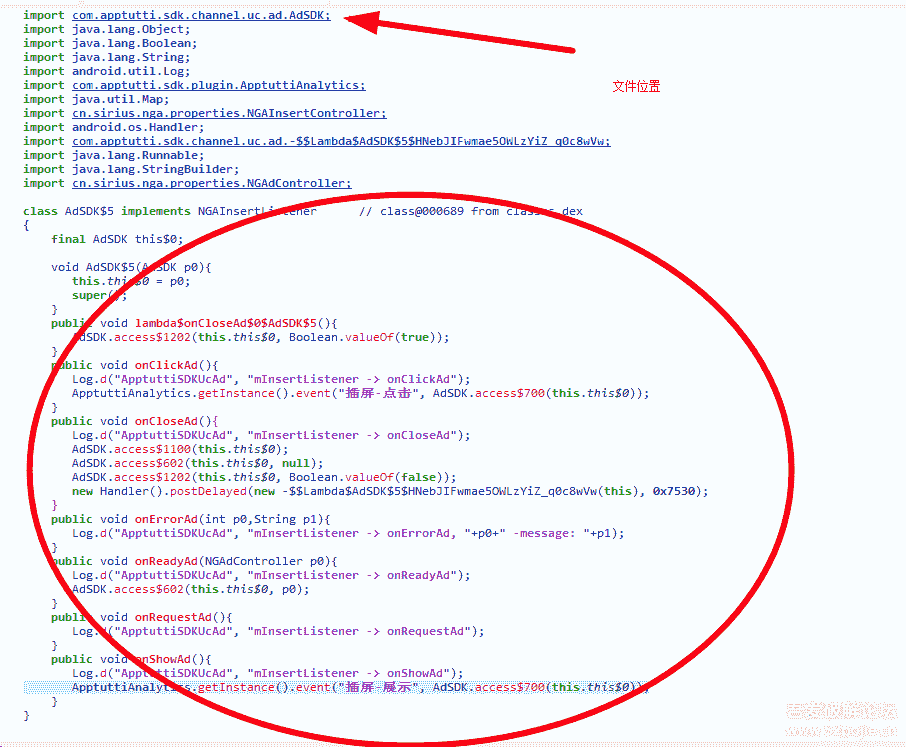 import com.apptutti.sdk.channel.uc.ad.AdSDK;
import java.lang.Object;
import java.lang.Boolean;
import java.lang.String;
import android.util.Log;
import com.apptutti.sdk.plugin.ApptuttiAnalytics;
文件位置
import java.util.Map;
import cn.sirius.nga.properties.NGAInsertController;
import android.os.Handler;
import com.apptutti.sdk.channel.uc.ad.-$$Lambda$AdSDK$5$HNebJIFwmae5OWLzYiZ_q0c8wVw;
import java.lang.Runnable;
import java.lang.StringBuilder;
import cn.sirius.nga.properties.NGAdController;
class AdSDK$5 implements NGAInsertListener // class@000689 from classes.dex
{
final AdSDK this$0;
void AdSDK$5(AdSDK p0){
this.this$0 = p0;
super();
}
public void lambda$onCloseAd$0$AdSDK$5(){
AdSDK.access$1202(this.this$0, Boolean.valueOf(true));
}
public void onClickAd(){
Log.d("ApptuttiSDKUcAd", "mInsertListener -> onClickAd");
ApptuttiAnalytics.getInstance().event("插屏-点击", AdSDK.access$700(this.this$0));
}
public void onCloseAd(){
Log.d("ApptuttiSDKUcAd", "mInsertListener -> onCloseAd");
AdSDK.access$1100(this.this$0);
AdSDK.access$602(this.this$0, null);
AdSDK.access$1202(this.this$0, Boolean.valueOf(false));
new Handler().postDelayed(new -$$Lambda$AdSDK$5$HNebJIFwmae5OWLzYiZ_q0c8wVw(this), 0x7530);
}
public void onErrorAd(int p0,String p1){
Log.d("ApptuttiSDKUcAd", "mInsertListener -> onErrorAd, "+p0+" -message: "+p1);
}
public void onReadyAd(NGAdController p0){
Log.d("ApptuttiSDKUcAd", "mInsertListener -> onReadyAd");
AdSDK.access$602(this.this$0, p0);
}
public void onRequestAd(){
Log.d("ApptuttiSDKUcAd", "mInsertListener -> onRequestAd");
}
public void onShowAd(){
Log.d("ApptuttiSDKUcAd", "mInsertListener -> onShowAd");
ApptuttiAnalytics.getInstance().event("插屏-展示", AdSDK.access$700(this.this$0));
}
}
吾爱破解论坛
www.52pojie.cn